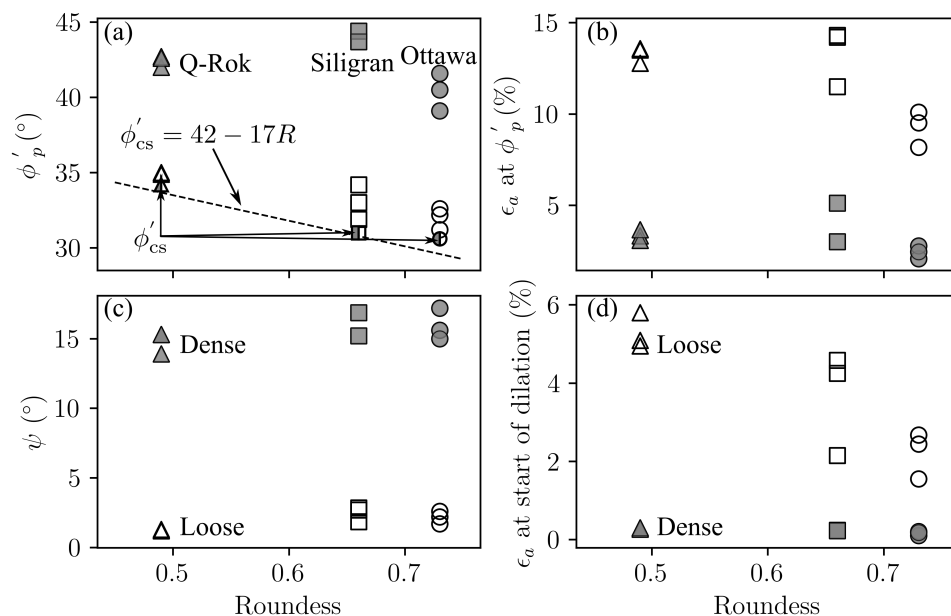 (a)
45
40
35
30
Q-Rok
Siligran
Ottawa
ϕ′cs = 42 − 17R
ϕ′cs
ϕ′p (°)
(b)
15
10
5
0
ϵa at ϕ′p (%)
(c)
15
10
5
0
Dense
Loose
ψ (°)
0.5 0.6 0.7
Roundess
(d)
6
4
2
0
Loose
Dense
ϵa at start of dilation (%)
0.5 0.6 0.7
Roundess